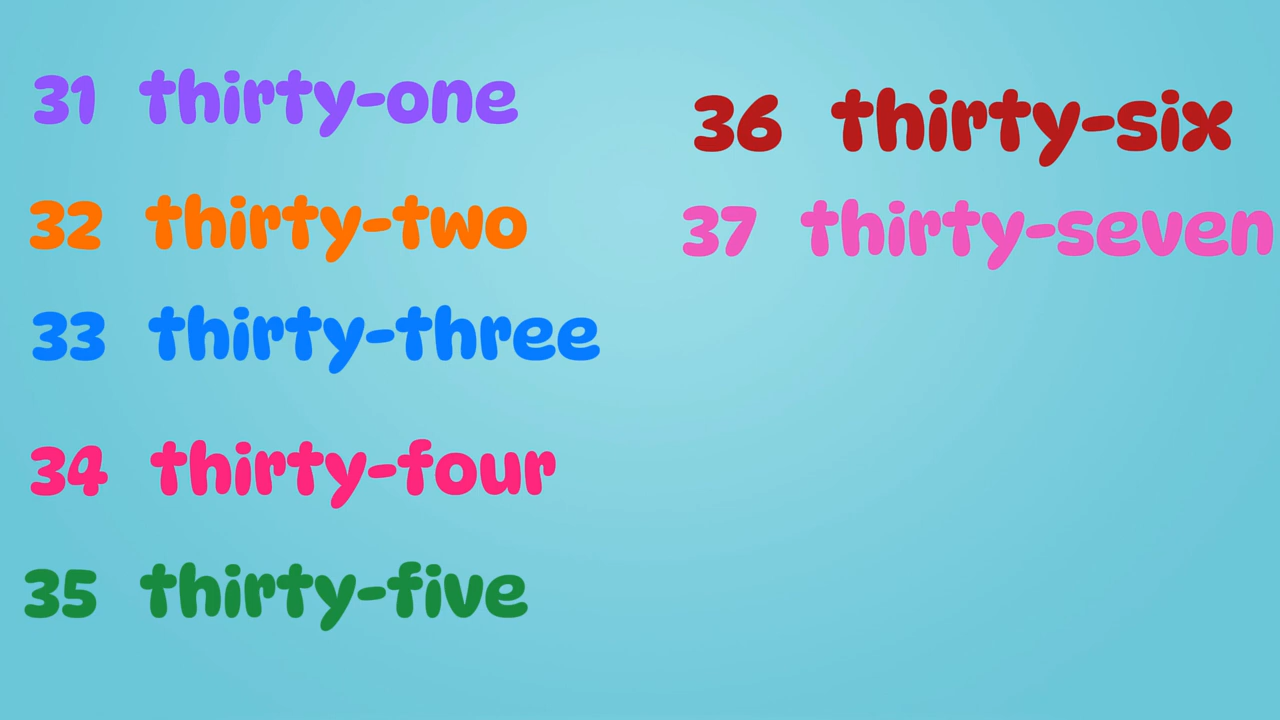 31 thirty-one
32 thirty-two
33 thirty-three
34 thirty-four
35 thirty-five
36 thirty-six
37 thirty-seven